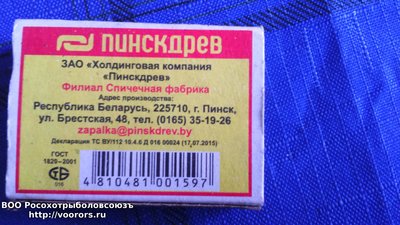 ПИНСКДРЕВ
ЗАО «Холдинговая компания
«Пинскдрев»
Филиал Спичечная фабрика
Адрес производства:
Республика Беларусь, 225710, г. Пинск,
ул. Брестская, 48, тел. (0165) 35-19-26
zapalka@pinskdrev.by
Декларация ТС BY/112 10.4.6 Д 016 00024 (17.07.2015)
ГОСТ
1820-2001
016
4 810481 001597
ВОО Росохотрыболовсоюзъ
http://voorors.ru